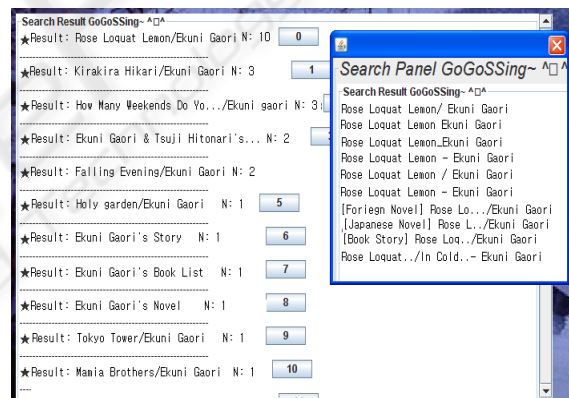 Search Result GoGoSSing~ ^□^
★Result: Rose Loquat Lemon/Ekuni Gaori N: 10 0
★Result: Kirakira Hikari/Ekuni Gaori N: 3 1
★Result: How Many Weekends Do Yo.../Ekuni gaori N: 3
★Result: Ekuni Gaori & Tsuji Hitonari's... N: 2
★Result: Falling Evening/Ekuni Gaori N: 2
★Result: Holy garden/Ekuni Gaori N: 1 5
★Result: Ekuni Gaori's Story N: 1 6
★Result: Ekuni Gaori's Book List N: 1 7
★Result: Ekuni Gaori's Novel N: 1 8
★Result: Tokyo Tower/Ekuni Gaori N: 1 9
★Result: Mamia Brothers/Ekuni Gaori N: 1 10
Search Panel GoGoSSing~ ^□^
Search Result GoGoSSing~ ^□^
Rose Loquat Lemon/ Ekuni Gaori
Rose Loquat Lemon Ekuni Gaori
Rose Loquat Lemon_Ekuni Gaori
Rose Loquat Lemon - Ekuni Gaori
Rose Loquat Lemon / Ekuni Gaori
Rose Loquat Lemon - Ekuni Gaori
[Foriegn Novel] Rose Lo.../Ekuni Gaori
[Japanese Novel] Rose L../Ekuni Gaori
[Book Story] Rose Loq../Ekuni Gaori
Rose Loquat../In Cold..- Ekuni Gaori